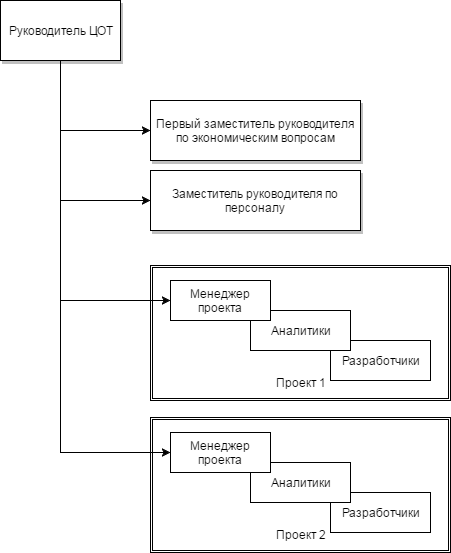 Руководитель ЦОТ
Первый заместитель руководителя
по экономическим вопросам
Заместитель руководителя по
персоналу
Менеджер
проекта
Аналитики
Разработчики
Проект 1
Менеджер
проекта
Аналитики
Разработчики
Проект 2